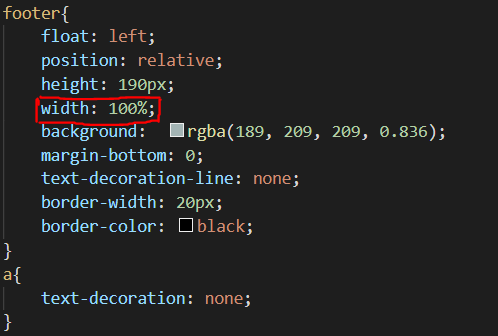 footer{
    float: left;
    position: relative;
    height: 190px;
    width: 100%;
    background:  rgba(189, 209, 209, 0.836);
    margin-bottom: 0;
    text-decoration-line: none;
    border-width: 20px;
    border-color: black;
}
a{
    text-decoration: none;
}